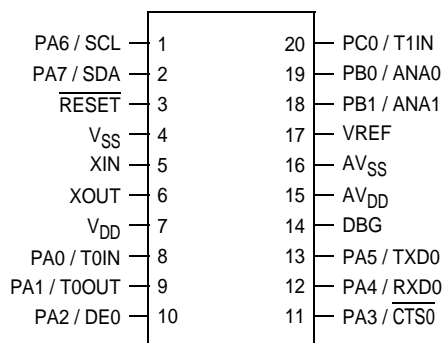 PA6 / SCL 1 20 PC0 / T1IN
PA7 / SDA 2 19 PB0 / ANA0
RESET 3 18 PB1 / ANA1
VSS 4 17 VREF
XIN 5 16 AVSS
XOUT 6 15 AVDD
VDD 7 14 DBG
PA0 / T0IN 8 13 PA5 / TXD0
PA1 / T0OUT 9 12 PA4 / RXD0
PA2 / DE0 10 11 PA3 / CTS0